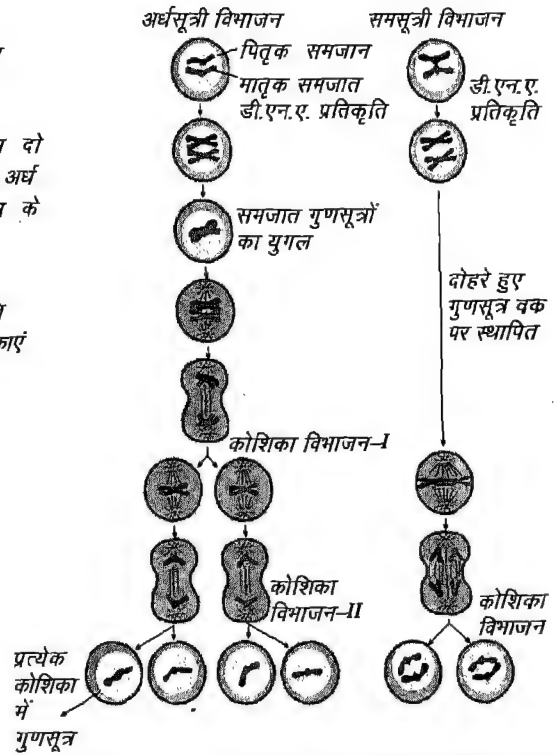 अर्धसूत्री विभाजन
समसूत्री विभाजन
पितृक समजान
मातृक समजात
डी.एन.ए. प्रतिकृति
डी.एन.ए.
प्रतिकृति
दो
अर्ध
के
समजात गुणसूत्रों
का युगल
दोहरे हुए
गुणसूत्र वक
पर स्थापित
कोशिका विभाजन-I
कोशिका
विभाजन-II
कोशिका
विभाजन
प्रत्येक
कोशिका
में
गुणसूत्र